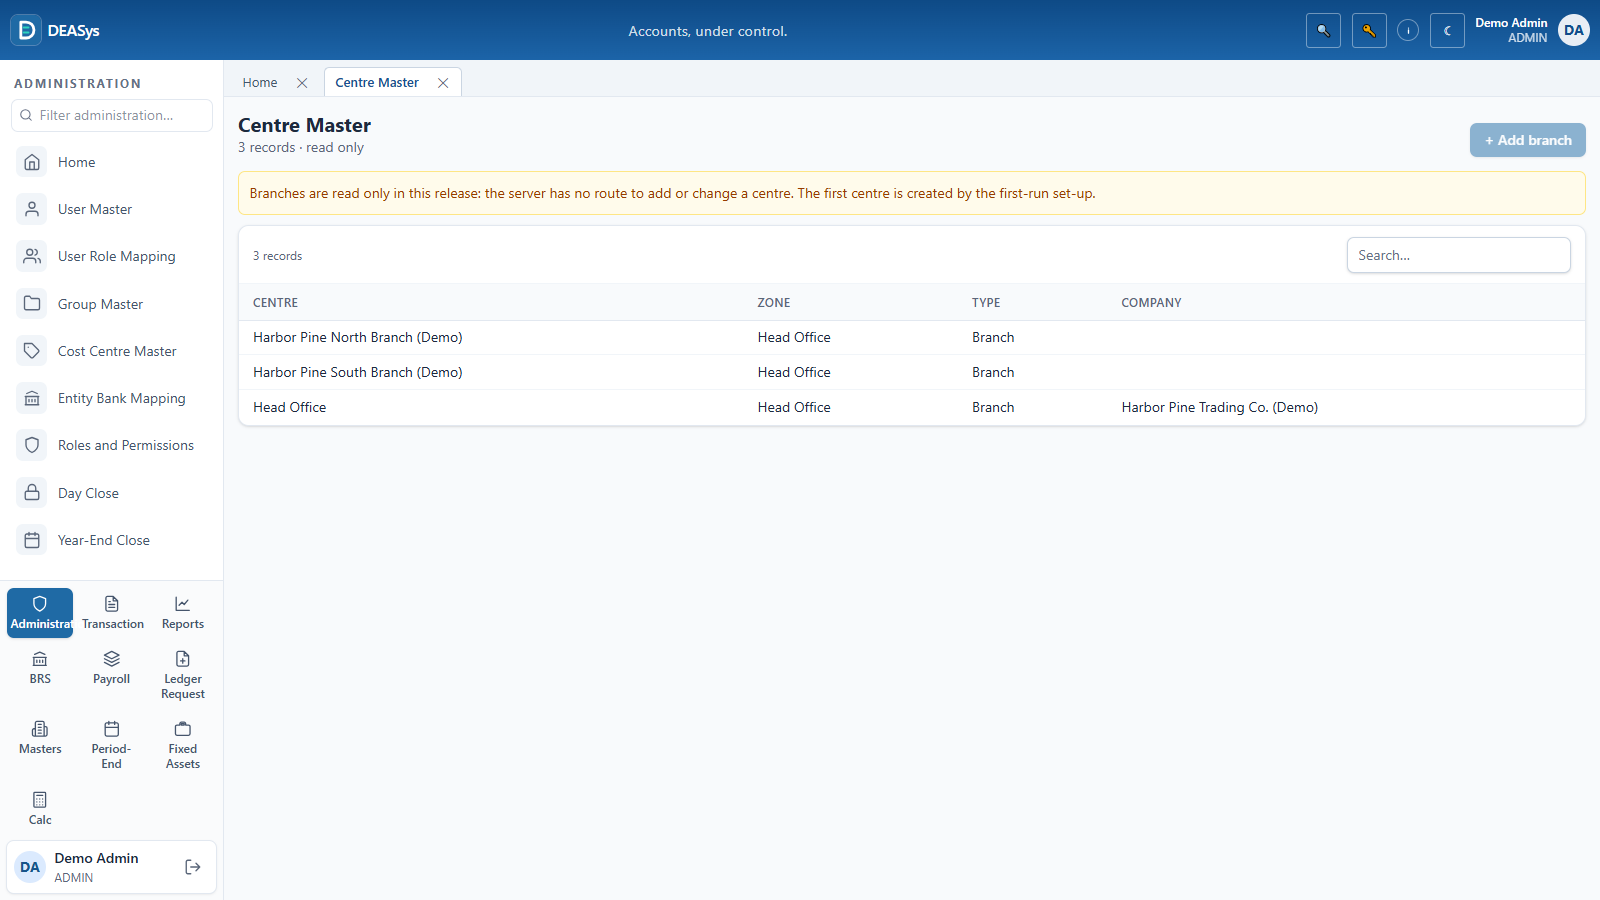 DEASys
Accounts, under control.
Demo Admin
ADMIN
DA
ADMINISTRATION
Filter administration...
Home
User Master
User Role Mapping
Group Master
Cost Centre Master
Entity Bank Mapping
Roles and Permissions
Day Close
Year-End Close
Administrat
Transaction
Reports
BRS
Payroll
Ledger
Request
Masters
Period-
End
Fixed
Assets
Calc
DA
Demo Admin
ADMIN
Home
Centre Master
Centre Master
3 records · read only
+ Add branch
Branches are read only in this release: the server has no route to add or change a centre. The first centre is created by the first-run set-up.
3 records
Search...
CENTRE ZONE TYPE COMPANY
Harbor Pine North Branch (Demo) Head Office Branch
Harbor Pine South Branch (Demo) Head Office Branch
Head Office Head Office Branch Harbor Pine Trading Co. (Demo)